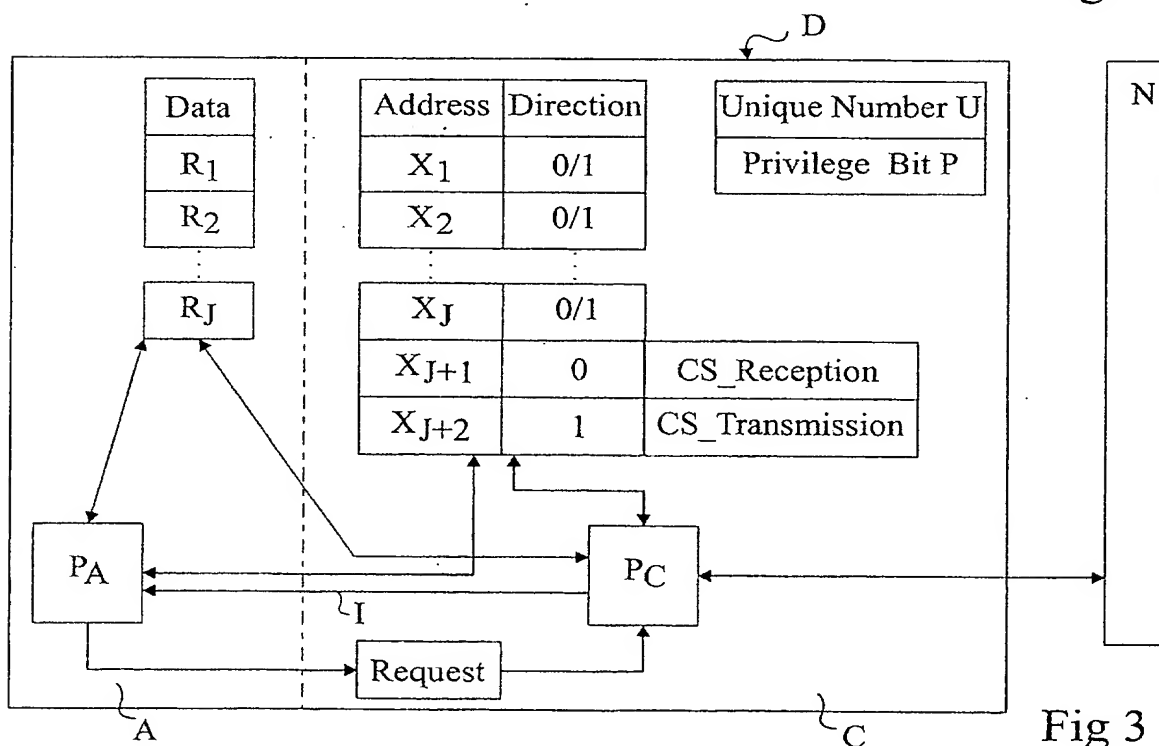 D
N
Data
Address Direction
Unique Number U
R1
X1 0/1
Privilege Bit P
R2
X2 0/1
RJ
XJ 0/1
XJ+1 0 CS_Reception
XJ+2 1 CS_Transmission
PA
PC
I
Request
A
C
Fig 3